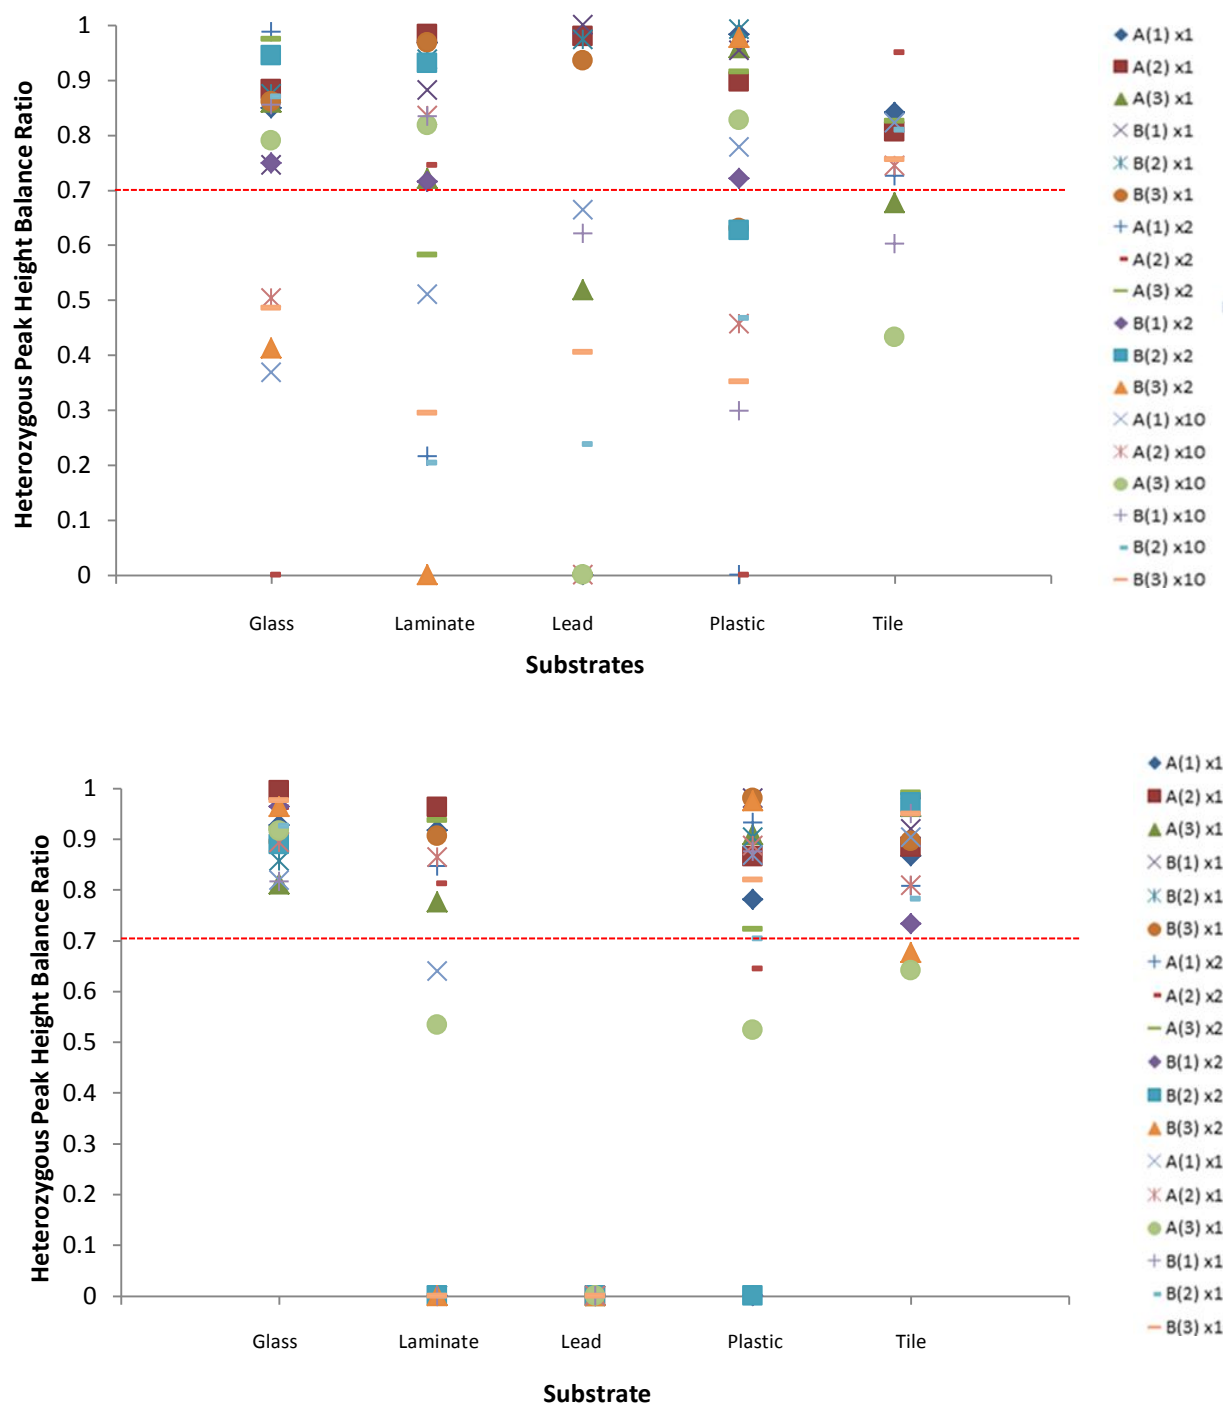 Heterozygous Peak Height Balance Ratio
1
0.9
0.8
0.7
0.6
0.5
0.4
0.3
0.2
0.1
0
Glass Laminate Lead Plastic Tile
Substrates
A(1) x1
A(2) x1
A(3) x1
B(1) x1
B(2) x1
B(3) x1
A(1) x2
A(2) x2
A(3) x2
B(1) x2
B(2) x2
B(3) x2
A(1) x10
A(2) x10
A(3) x10
B(1) x10
B(2) x10
B(3) x10
Heterozygous Peak Height Balance Ratio
1
0.9
0.8
0.7
0.6
0.5
0.4
0.3
0.2
0.1
0
Glass Laminate Lead Plastic Tile
Substrate
A(1) x1
A(2) x1
A(3) x1
B(1) x1
B(2) x1
B(3) x1
A(1) x2
A(2) x2
A(3) x2
B(1) x2
B(2) x2
B(3) x2
A(1) x1
A(2) x1
A(3) x1
B(1) x1
B(2) x1
B(3) x1